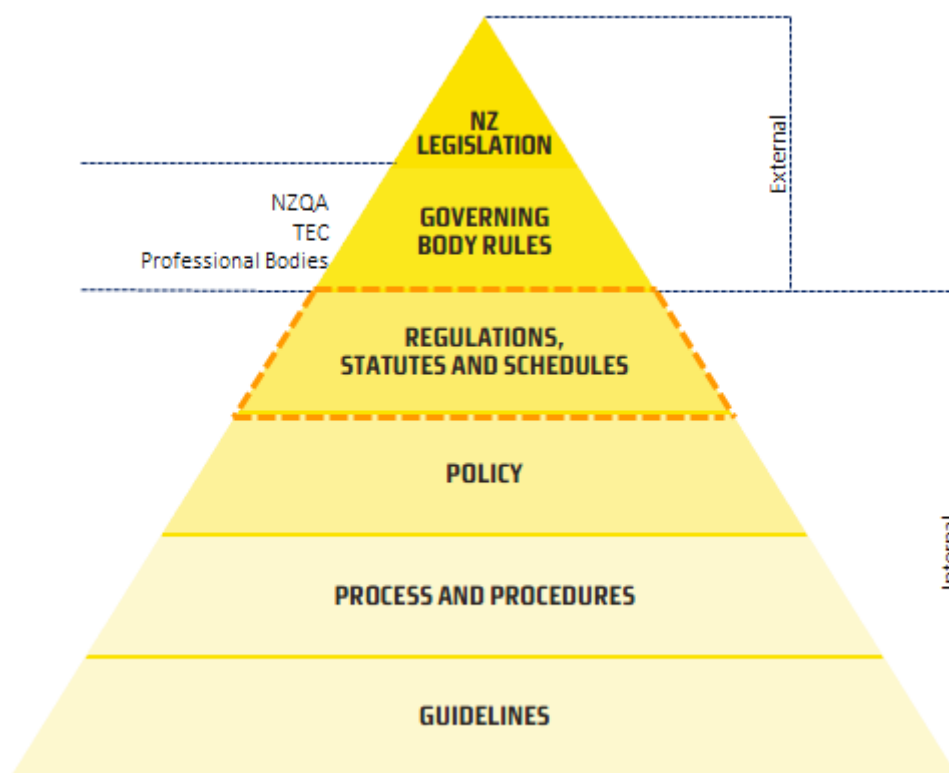 NZ
LEGISLATION
External
NZQA
TEC
Professional Bodies
GOVERNING
BODY RULES
REGULATIONS,
STATUTES AND SCHEDULES
POLICY
Internal
PROCESS AND PROCEDURES
GUIDELINES